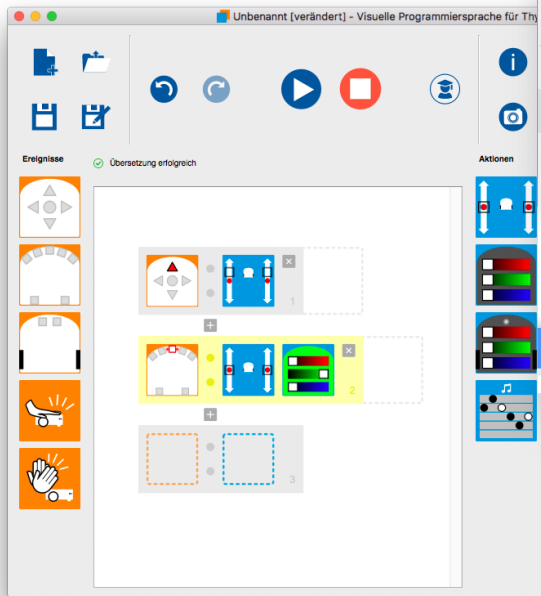 Unbenannt [verändert] - Visuelle Programmiersprache für Thy
i
Ereignisse
Übersetzung erfolgreich
Aktionen
1
2
3